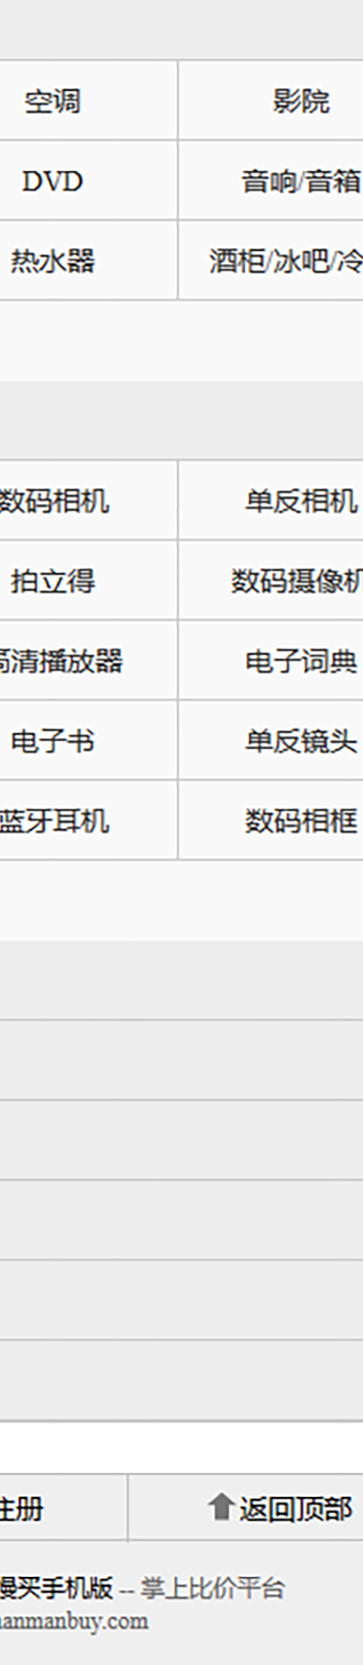 空调 影院
DVD 音响/音箱
热水器 酒柜/冰吧/冷
数码相机 单反相机
拍立得 数码摄像机
高清播放器 电子词典
电子书 单反镜头
蓝牙耳机 数码相框
注册 返回顶部
慢买手机版 -- 掌上比价平台
manmanbuy.com